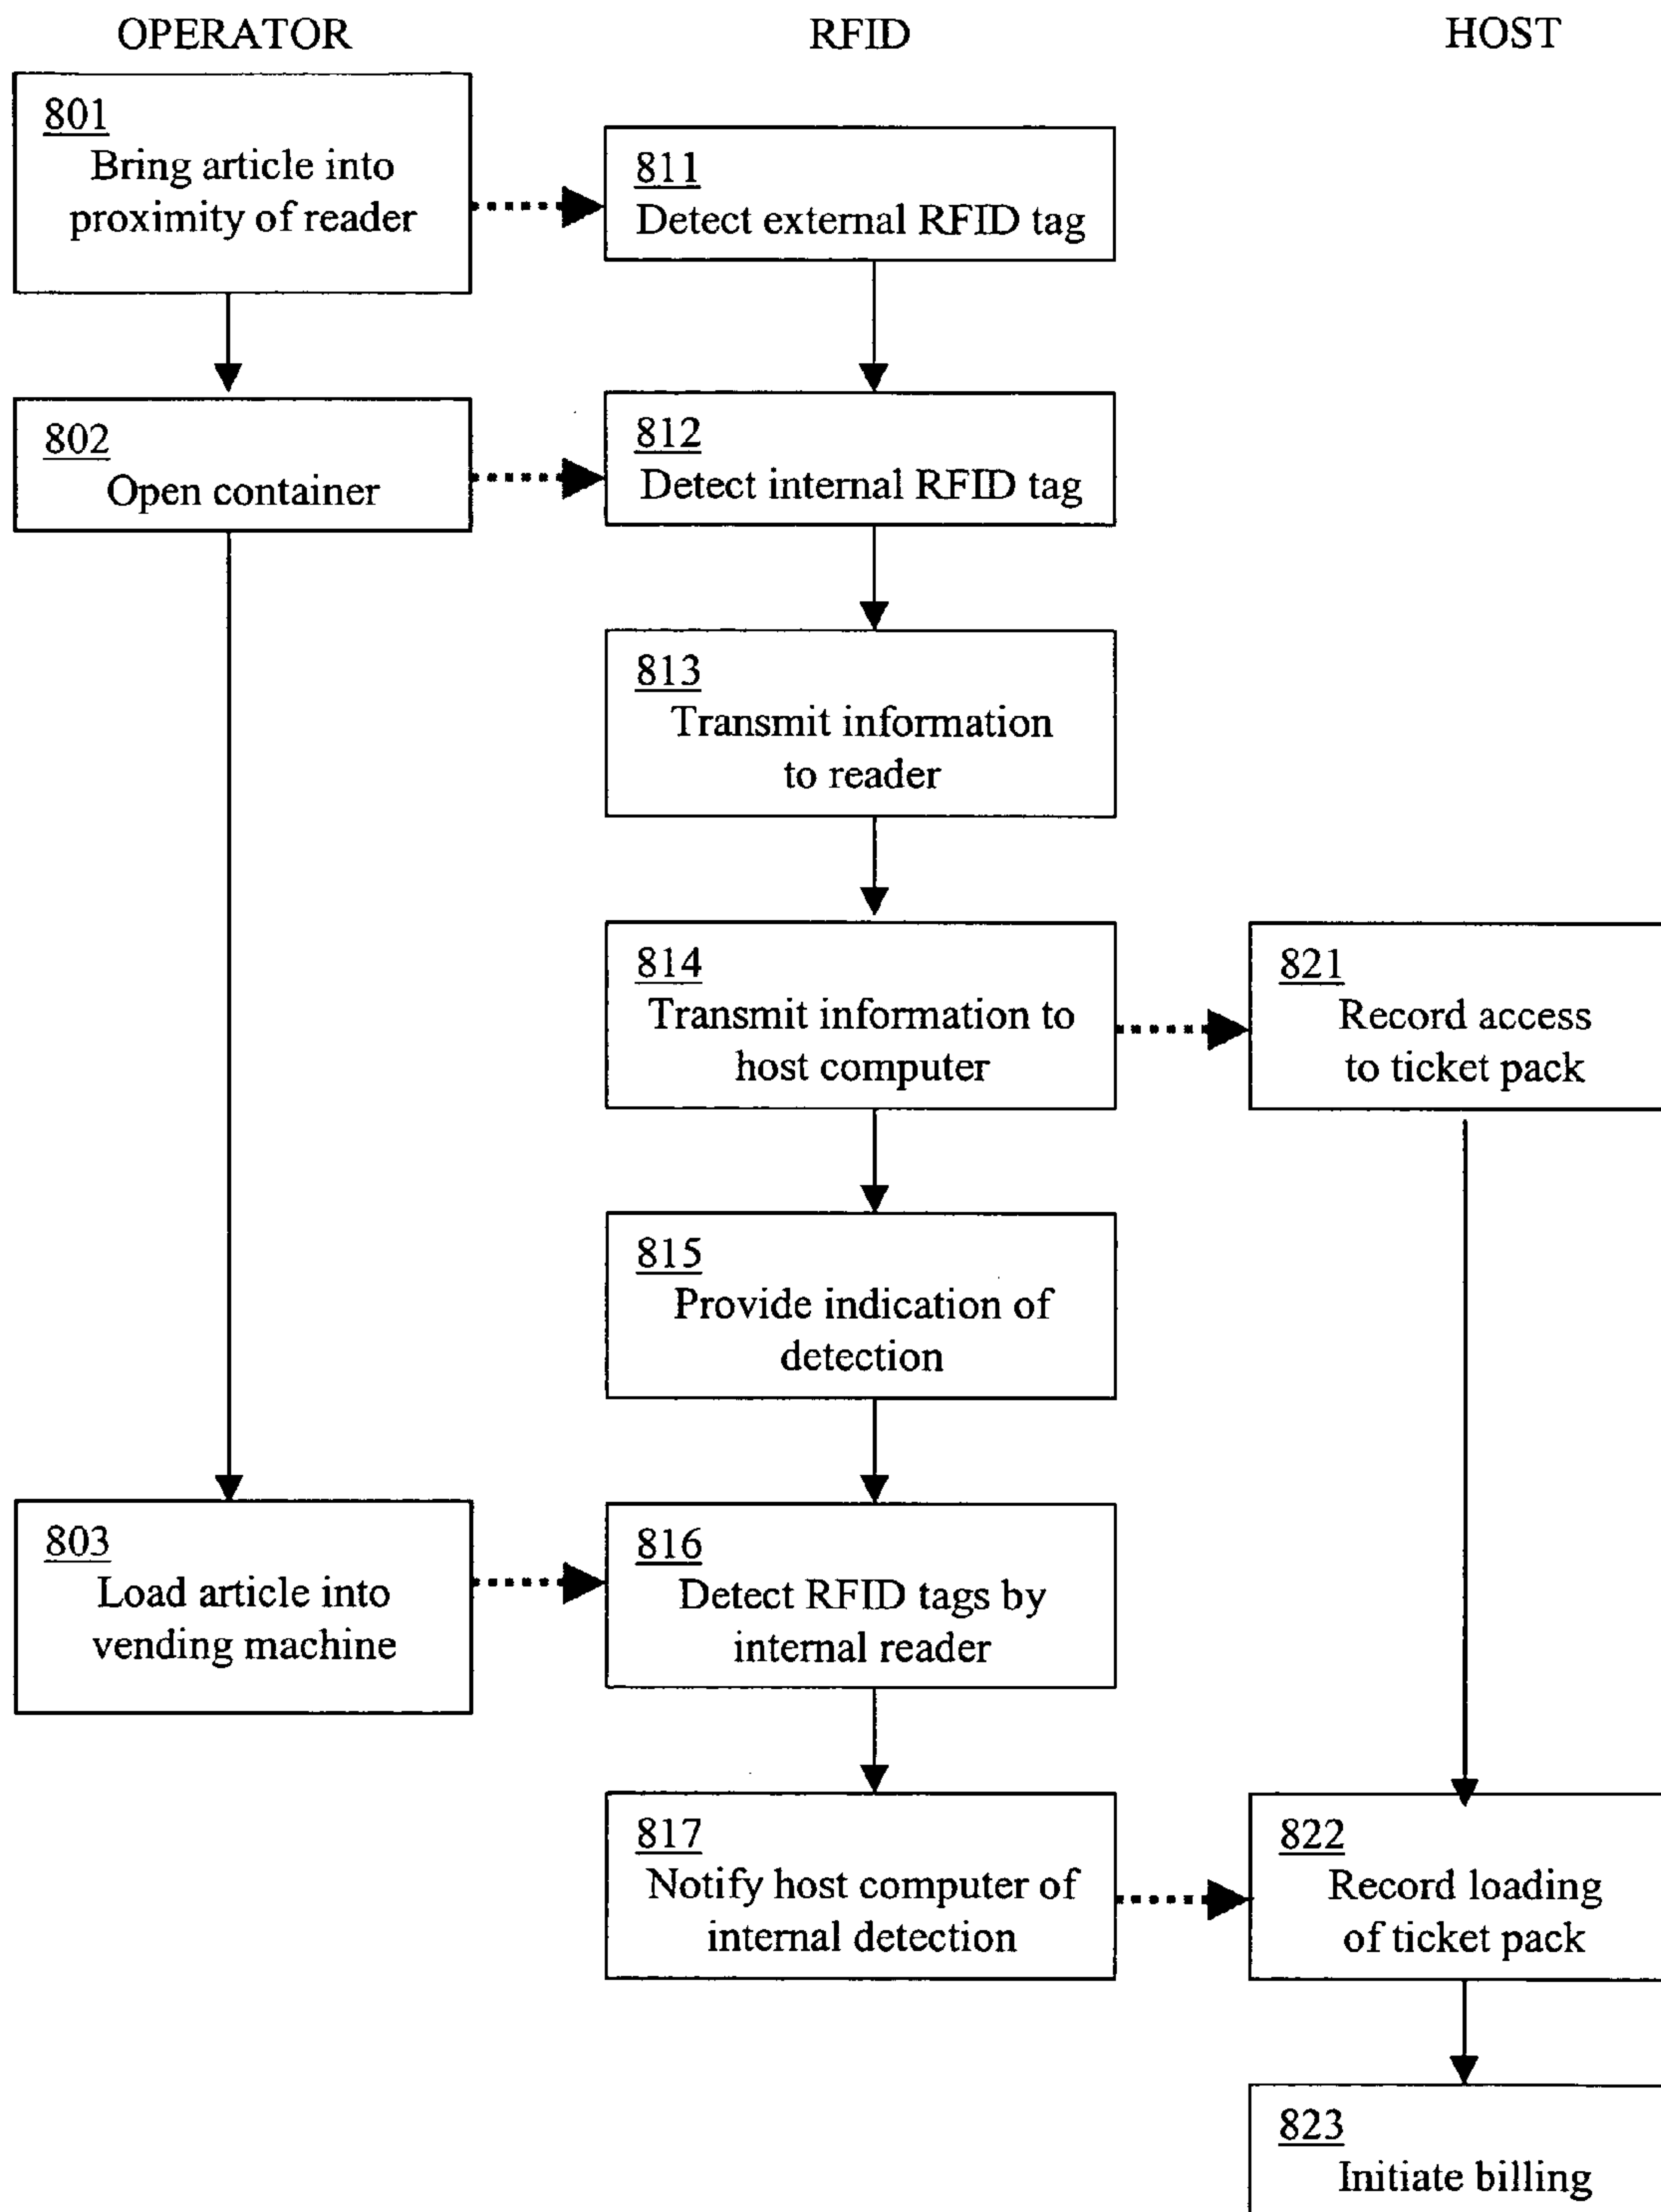 OPERATOR
RFID
HOST
801
Bring article into
proximity of reader
811
Detect external RFID tag
802
Open container
812
Detect internal RFID tag
813
Transmit information
to reader
814
Transmit information to
host computer
821
Record access
to ticket pack
815
Provide indication of
detection
803
Load article into
vending machine
816
Detect RFID tags by
internal reader
817
Notify host computer of
internal detection
822
Record loading
of ticket pack
823
Initiate billing